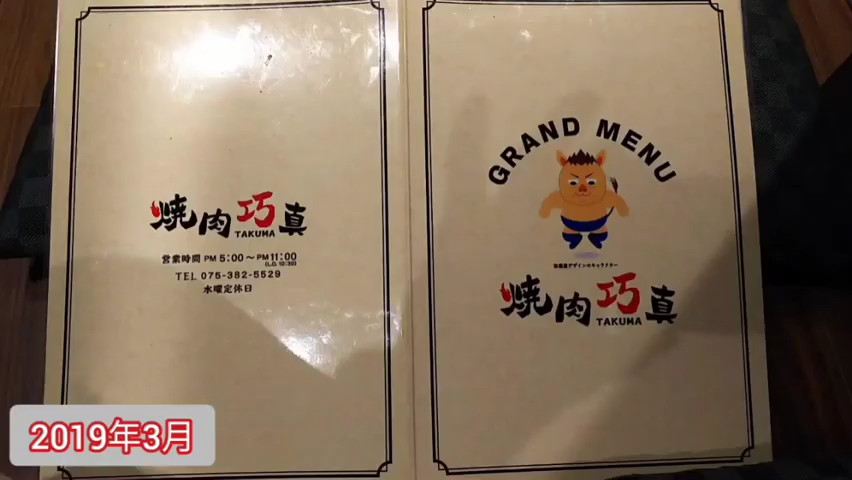 焼肉巧真
TAKUMA
営業時間 PM 5:00～PM 11:00
(L.O. 10:30)
TEL 075-382-5529
水曜定休日
GRAND MENU
焼肉巧真
TAKUMA
2019年3月